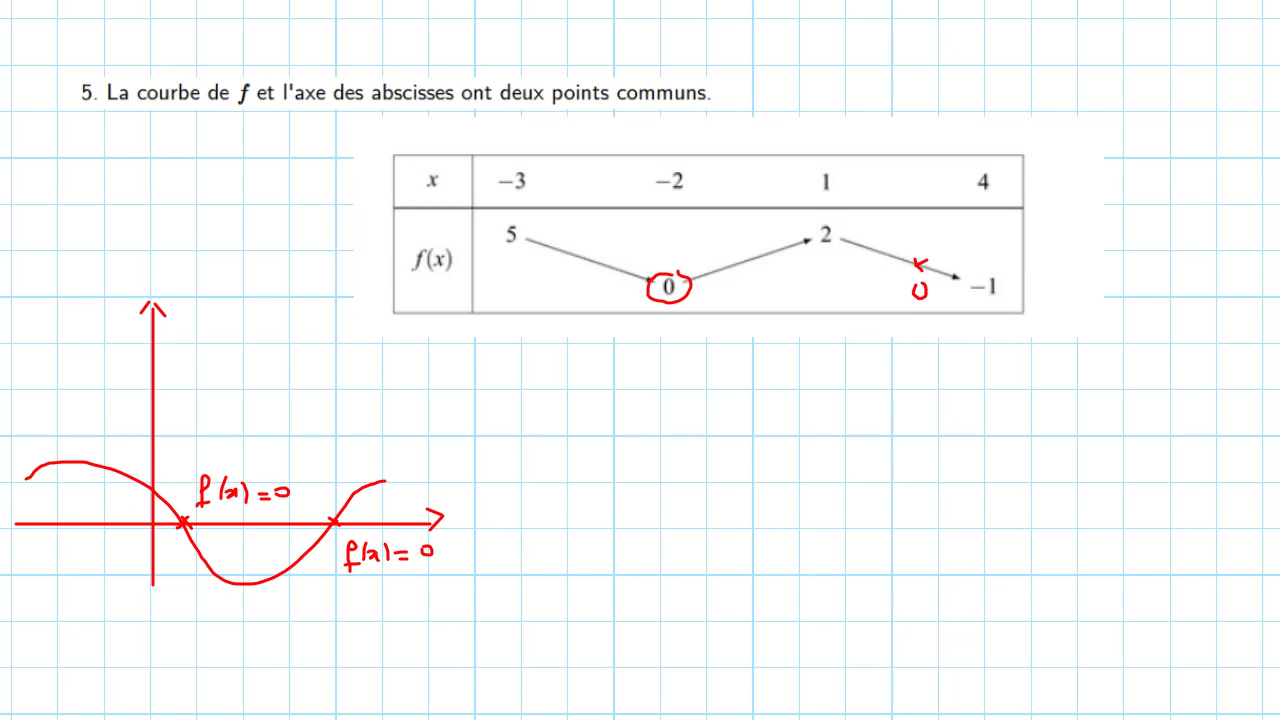 5. La courbe de f et l'axe des abscisses ont deux points communs.
x −3 −2 1 4
5 2
f(x)
0 0 −1
f(x) = 0
f(x) = 0